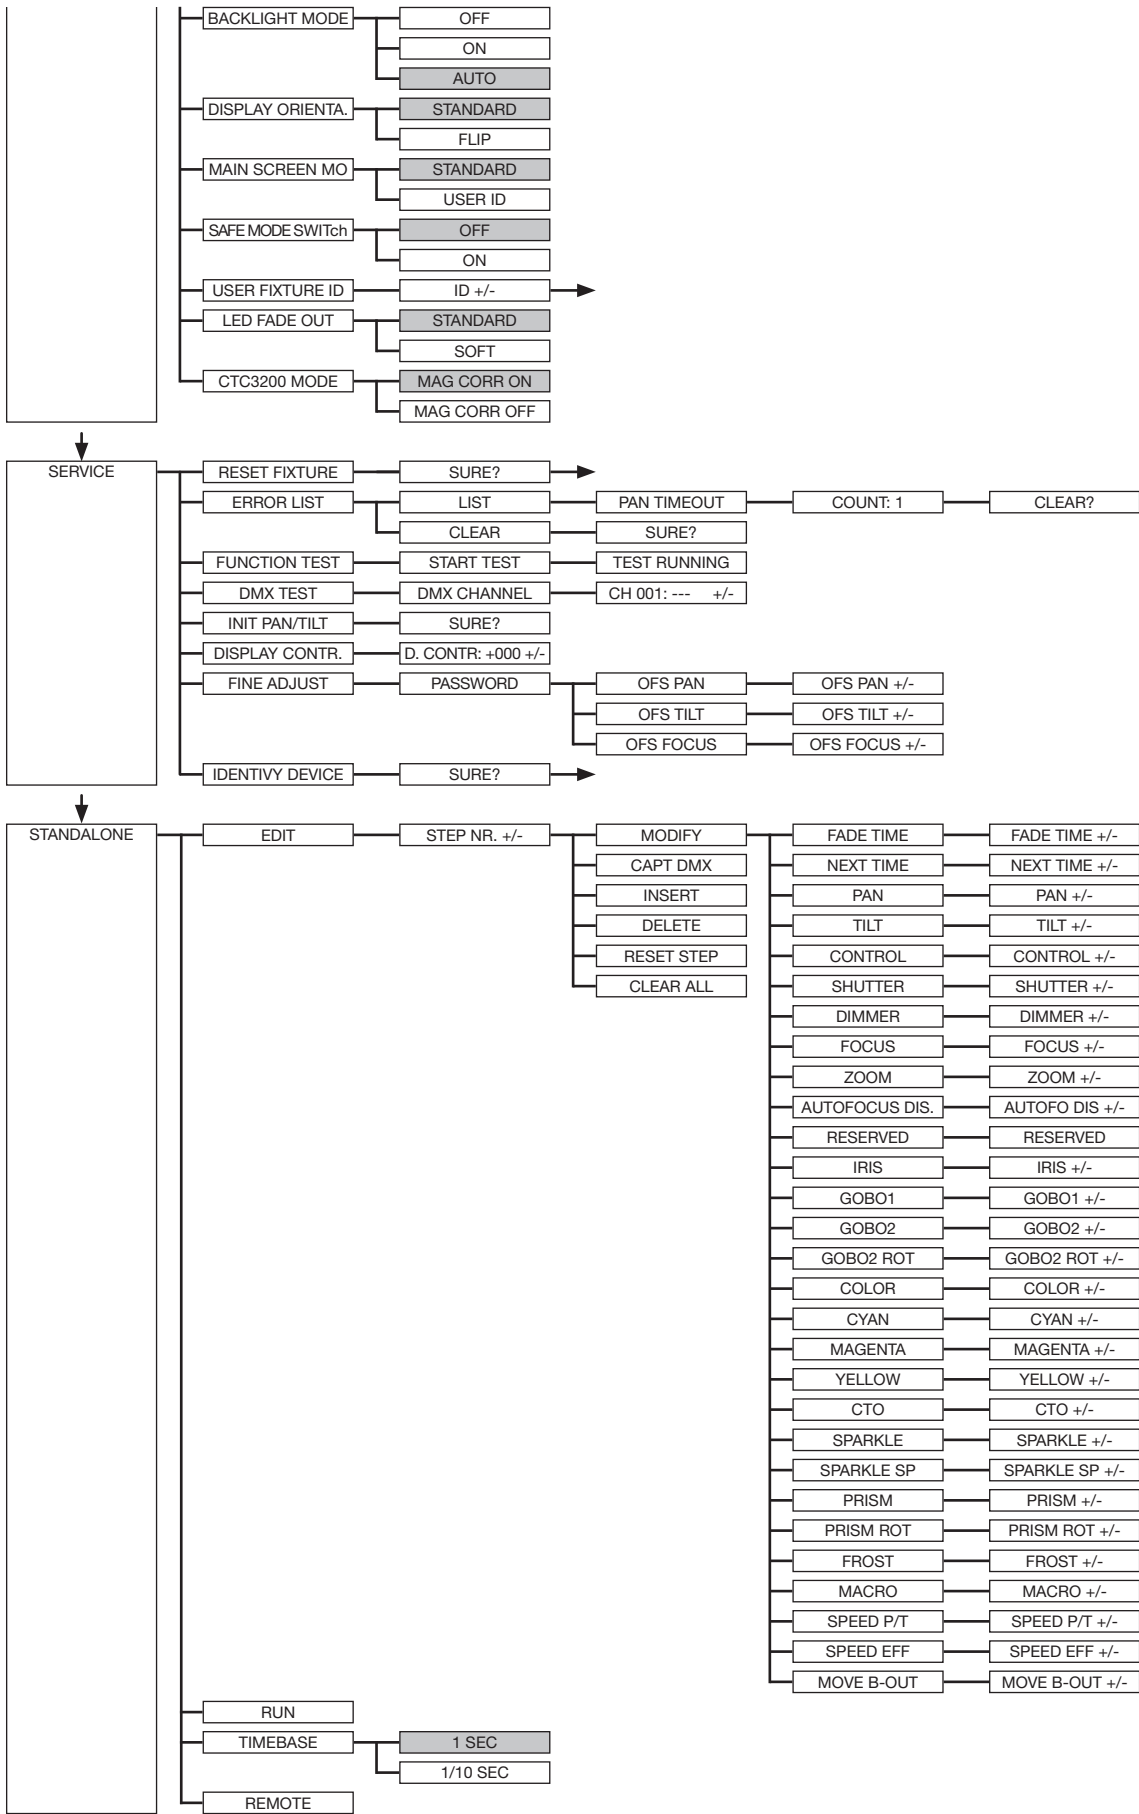 BACKLIGHT MODE OFF
ON
AUTO
DISPLAY ORIENTA. STANDARD
FLIP
MAIN SCREEN MO STANDARD
USER ID
SAFE MODE SWITch OFF
ON
USER FIXTURE ID ID +/-
LED FADE OUT STANDARD
SOFT
CTC3200 MODE MAG CORR ON
MAG CORR OFF
SERVICE RESET FIXTURE SURE?
ERROR LIST LIST PAN TIMEOUT COUNT: 1 CLEAR?
CLEAR SURE?
FUNCTION TEST START TEST TEST RUNNING
DMX TEST DMX CHANNEL CH 001: --- +/-
INIT PAN/TILT SURE?
DISPLAY CONTR. D. CONTR: +000 +/-
FINE ADJUST PASSWORD OFS PAN OFS PAN +/-
OFS TILT OFS TILT +/-
OFS FOCUS OFS FOCUS +/-
IDENTIVY DEVICE SURE?
STANDALONE EDIT STEP NR. +/- MODIFY FADE TIME FADE TIME +/-
CAPT DMX NEXT TIME NEXT TIME +/-
INSERT PAN PAN +/-
DELETE TILT TILT +/-
RESET STEP CONTROL CONTROL +/-
CLEAR ALL SHUTTER SHUTTER +/-
DIMMER DIMMER +/-
FOCUS FOCUS +/-
ZOOM ZOOM +/-
AUTOFOCUS DIS. AUTOFO DIS +/-
RESERVED RESERVED
IRIS IRIS +/-
GOBO1 GOBO1 +/-
GOBO2 GOBO2 +/-
GOBO2 ROT GOBO2 ROT +/-
COLOR COLOR +/-
CYAN CYAN +/-
MAGENTA MAGENTA +/-
YELLOW YELLOW +/-
CTO CTO +/-
SPARKLE SPARKLE +/-
SPARKLE SP SPARKLE SP +/-
PRISM PRISM +/-
PRISM ROT PRISM ROT +/-
FROST FROST +/-
MACRO MACRO +/-
SPEED P/T SPEED P/T +/-
SPEED EFF SPEED EFF +/-
MOVE B-OUT MOVE B-OUT +/-
RUN
TIMEBASE 1 SEC
1/10 SEC
REMOTE